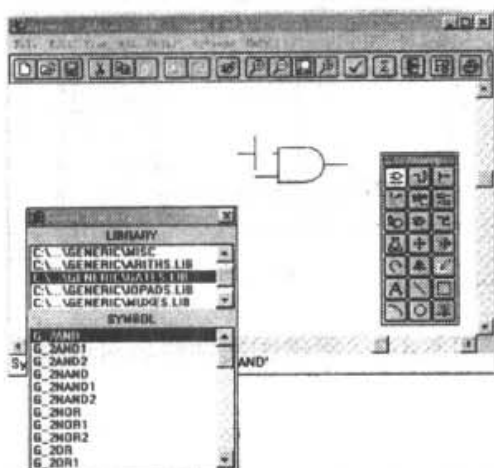 LIBRARY
C:\...\GENERIC\MISC
C:\...\GENERIC\ARITHS.LIB
C:\...\GENERIC\GATES.LIB
C:\...\GENERIC\IOPADS.LIB
C:\...\GENERIC\MUXES.LIB
SYMBOL
G_2AND
G_2AND1
G_2AND2
G_2NAND
G_2NAND1
G_2NAND2
G_2NOR
G_2NOR1
G_2NOR2
G_2OR
G_2OR1
Sy
AND'
A